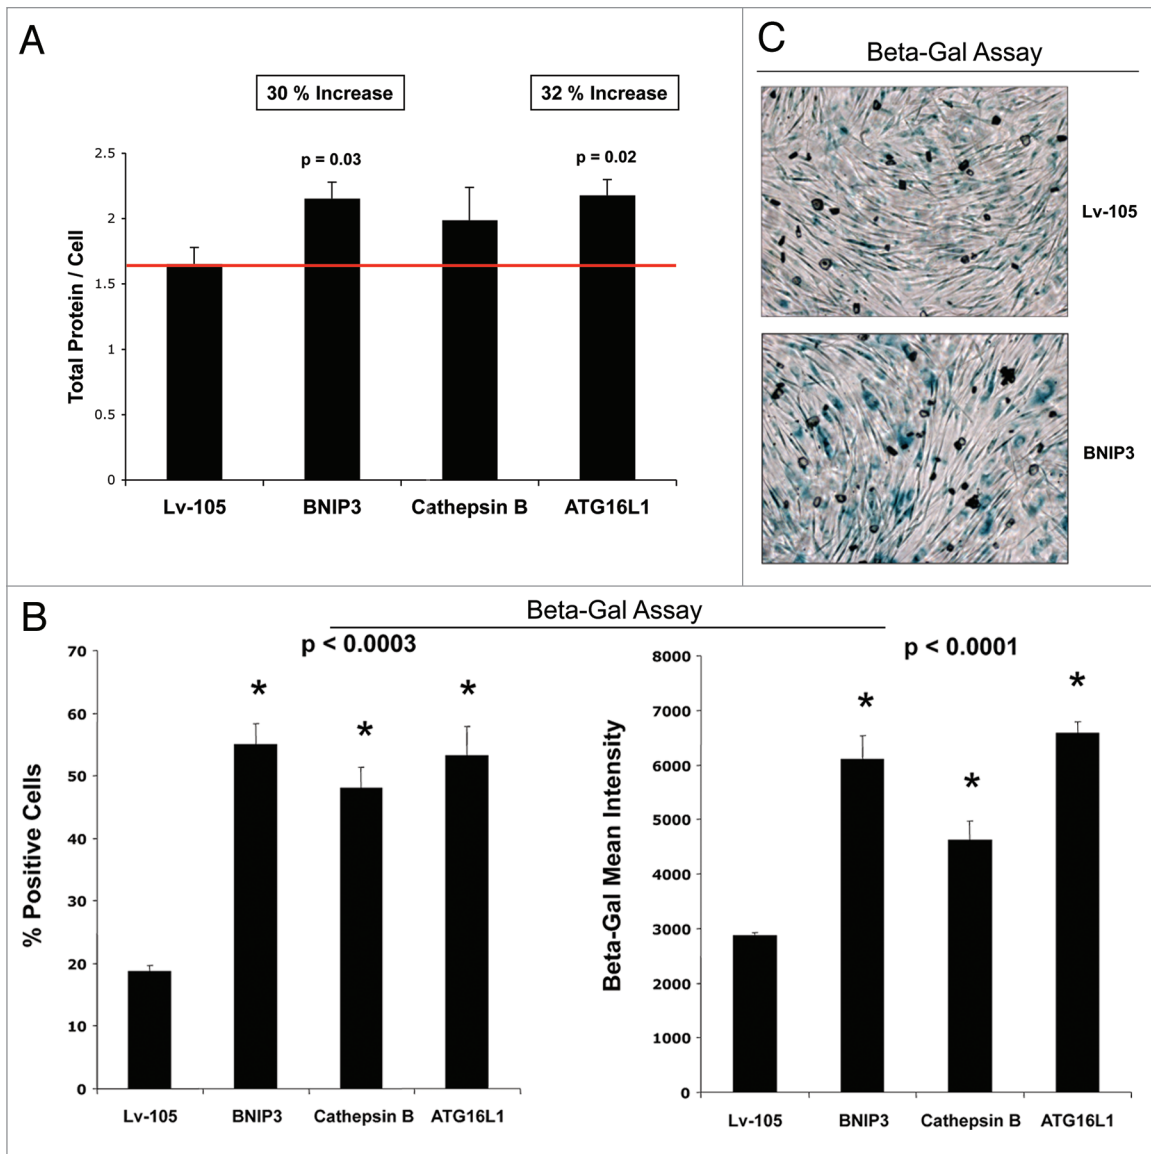 A
30 % Increase
32 % Increase
p = 0.03
p = 0.02
Total Protein / Cell
2.5
2
1.5
1
0.5
0
Lv-105
BNIP3
Cathepsin B
ATG16L1
C
Beta-Gal Assay
Lv-105
BNIP3
B
Beta-Gal Assay
p < 0.0003
% Positive Cells
70
60
50
40
30
20
10
0
*
*
*
Lv-105
BNIP3
Cathepsin B
ATG16L1
p < 0.0001
Beta-Gal Mean Intensity
8000
7000
6000
5000
4000
3000
2000
1000
0
*
*
*
Lv-105
BNIP3
Cathepsin B
ATG16L1